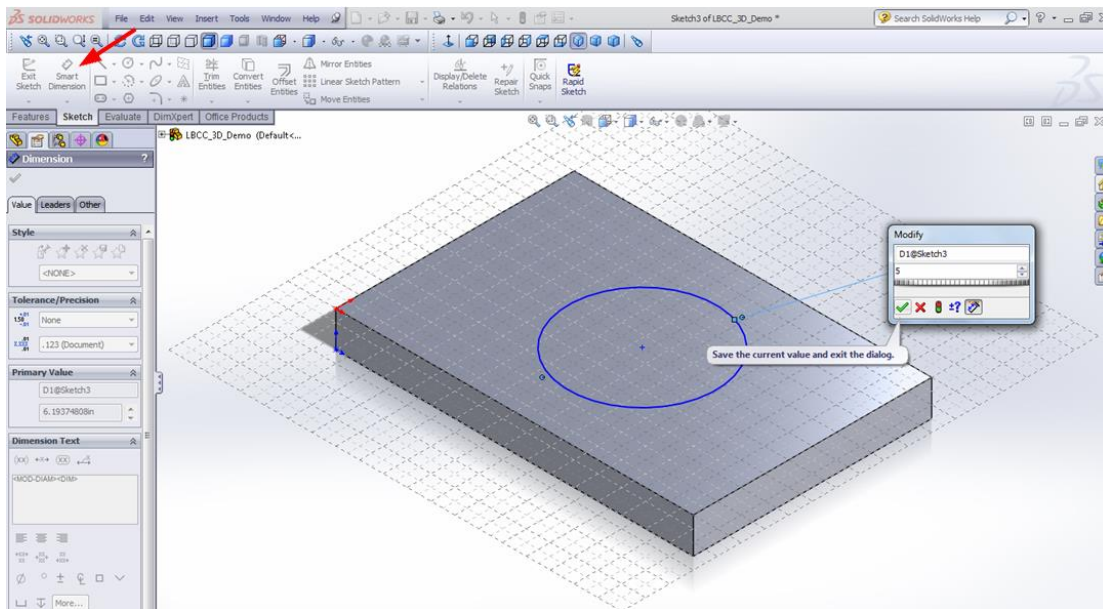 SOLIDWORKS File Edit View Insert Tools Window Help Sketch3 of LBCC_3D_Demo * Search SolidWorks Help
Exit Sketch
Smart Dimension
Trim Entities
Convert Entities
Offset Entities
Mirror Entities
Linear Sketch Pattern
Move Entities
Display/Delete Relations
Repair Sketch
Quick Snaps
Rapid Sketch
Features Sketch Evaluate DimXpert Office Products
LBCC_3D_Demo (Default<...
Dimension ?
Value Leaders Other
Style
<NONE>
Tolerance/Precision
None
.123 (Document)
Primary Value
D1@Sketch3
6.19374808in
Dimension Text
<MOD-DIAM><DIM>
More...
Modify
D1@Sketch3
5
±?
Save the current value and exit the dialog.